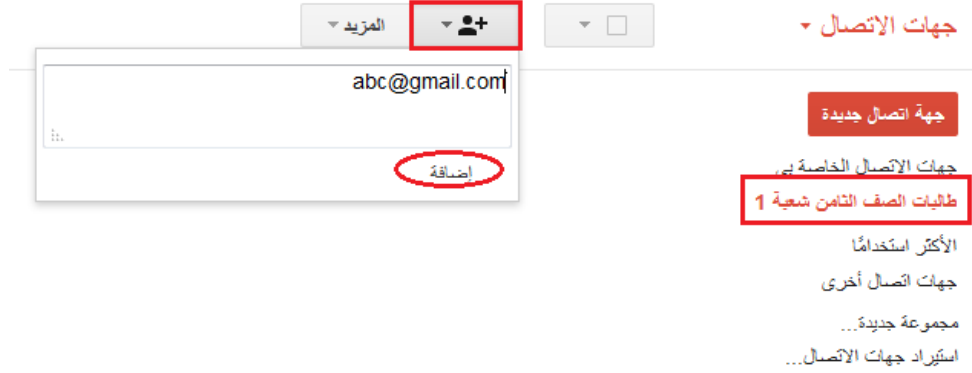 جهات الاتصال
المزيد
abc@gmail.com
إضافة
جهة اتصال جديدة
جهات الاتصال الخاصة بي
طالبات الصف الثامن شعبة 1
الأكثر استخدامًا
جهات اتصال أخرى
مجموعة جديدة...
استيراد جهات الاتصال...